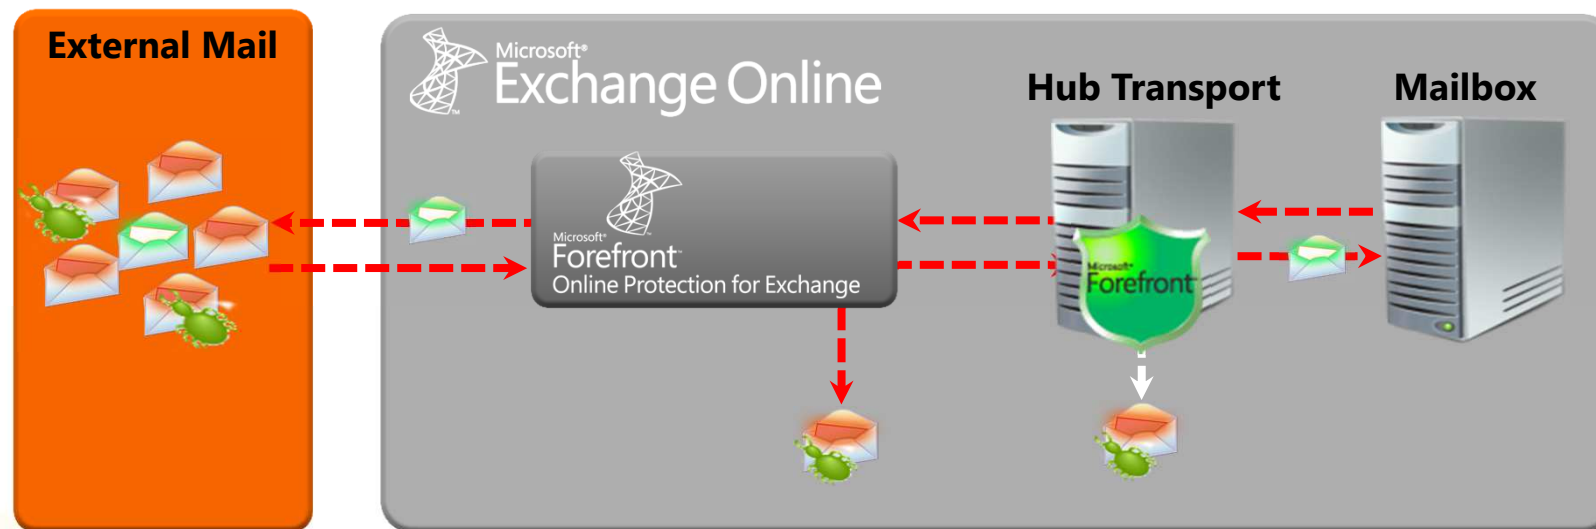 External Mail
Microsoft®
Exchange Online
Hub Transport
Mailbox
Microsoft®
Forefront™
Online Protection for Exchange
Microsoft®
Forefront™